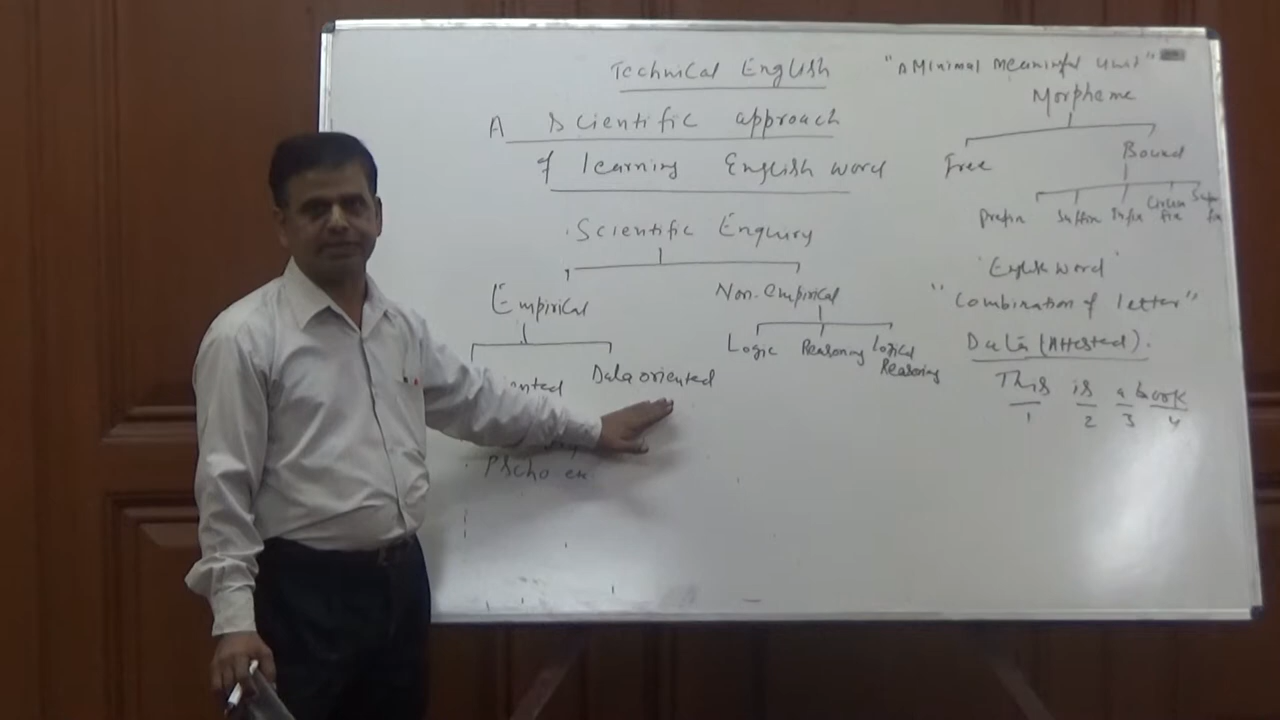 Technical English
A Scientific approach
of learning English word
Scientific Enquiry
Empirical
Non-empirical
Logic Reasoning Logical Reasoning
Data oriented
"A Minimal meaningful unit"
Morpheme
Free
Bound
Prefix Suffix Infix
'English word'
"Combination of letter"
Data (Attested).
This is a book
1 2 3 4